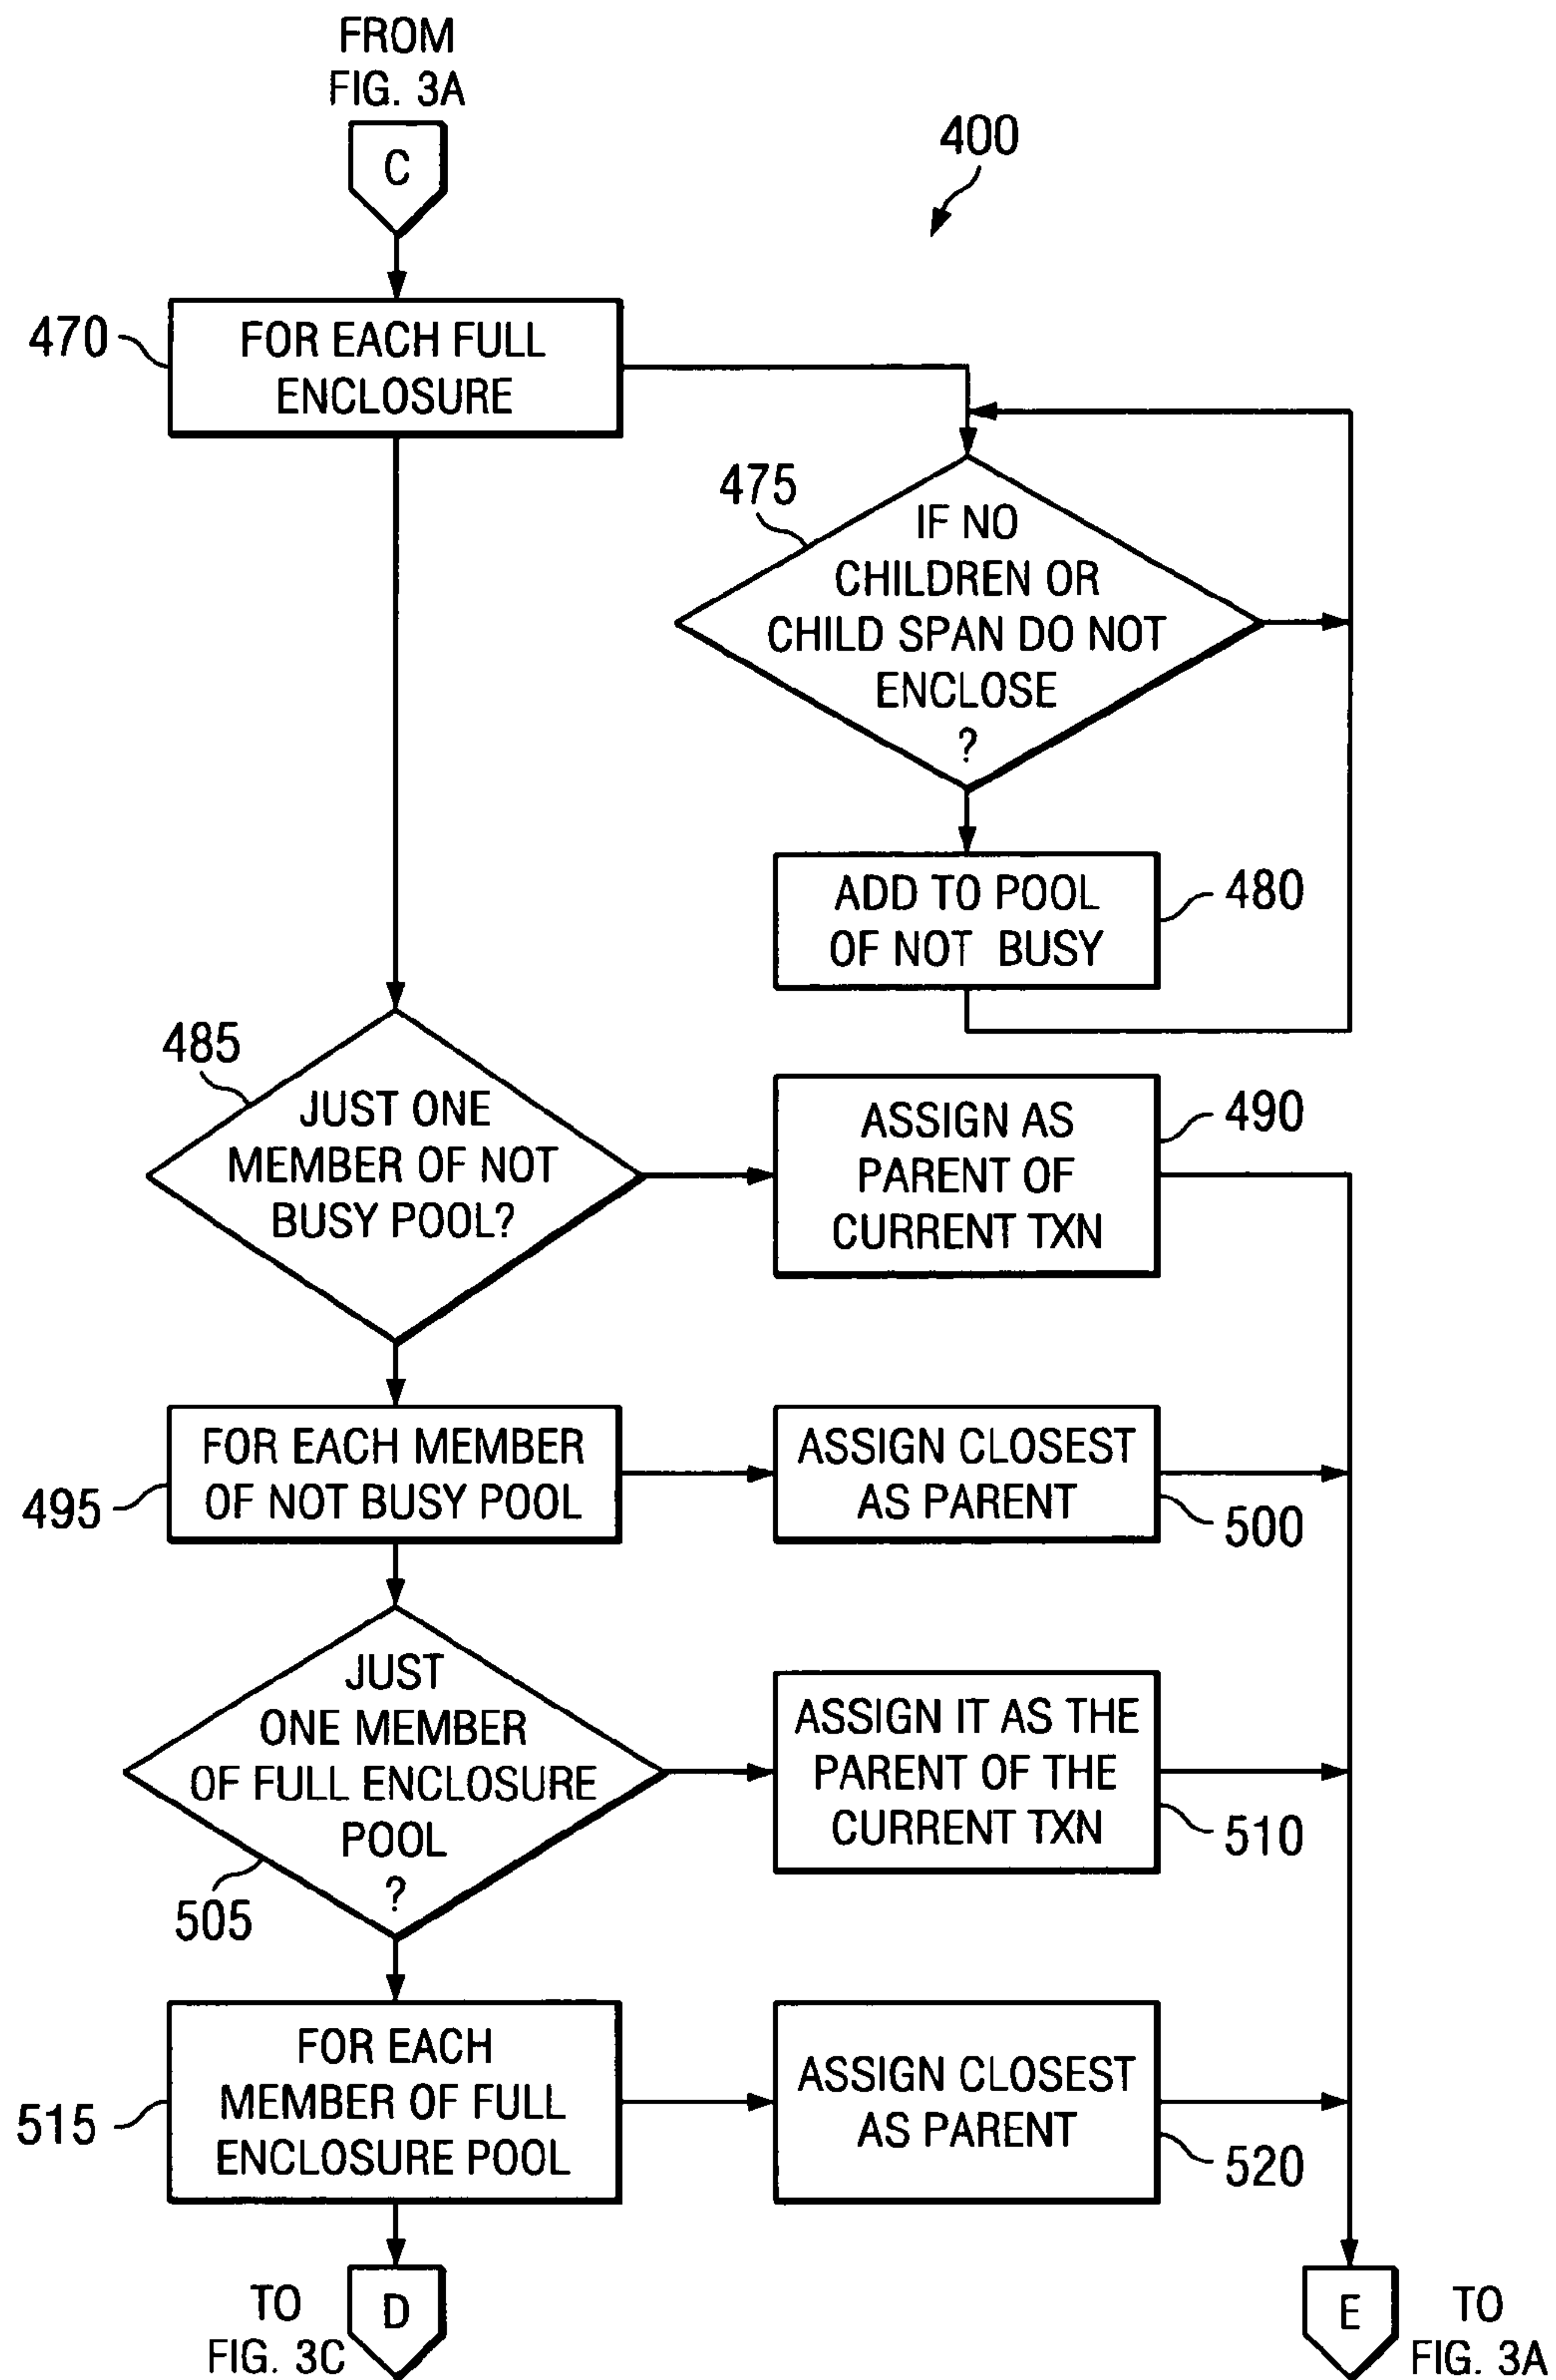 FROM
FIG. 3A
C
400
470
FOR EACH FULL
ENCLOSURE
475
IF NO
CHILDREN OR
CHILD SPAN DO NOT
ENCLOSE
?
ADD TO POOL
OF NOT BUSY
480
485
JUST ONE
MEMBER OF NOT
BUSY POOL?
ASSIGN AS
PARENT OF
CURRENT TXN
490
495
FOR EACH MEMBER
OF NOT BUSY POOL
ASSIGN CLOSEST
AS PARENT
500
JUST
ONE MEMBER
OF FULL ENCLOSURE
POOL
?
505
ASSIGN IT AS THE
PARENT OF THE
CURRENT TXN
510
515
FOR EACH
MEMBER OF FULL
ENCLOSURE POOL
ASSIGN CLOSEST
AS PARENT
520
TO
FIG. 3C
D
E
TO
FIG. 3A